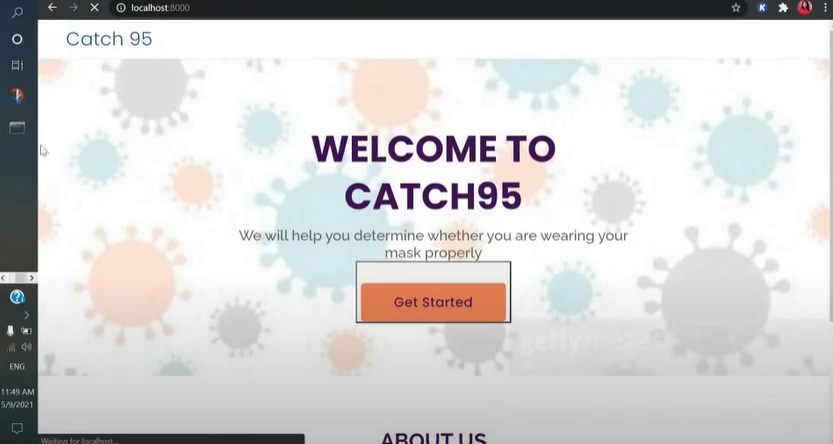 localhost:8000
Catch 95
WELCOME TO
CATCH95
We will help you determine whether you are wearing your
mask properly
Get Started
gettyimages
ENG
11:49 AM
5/9/2021
ABOUT US
Waiting for localhost...